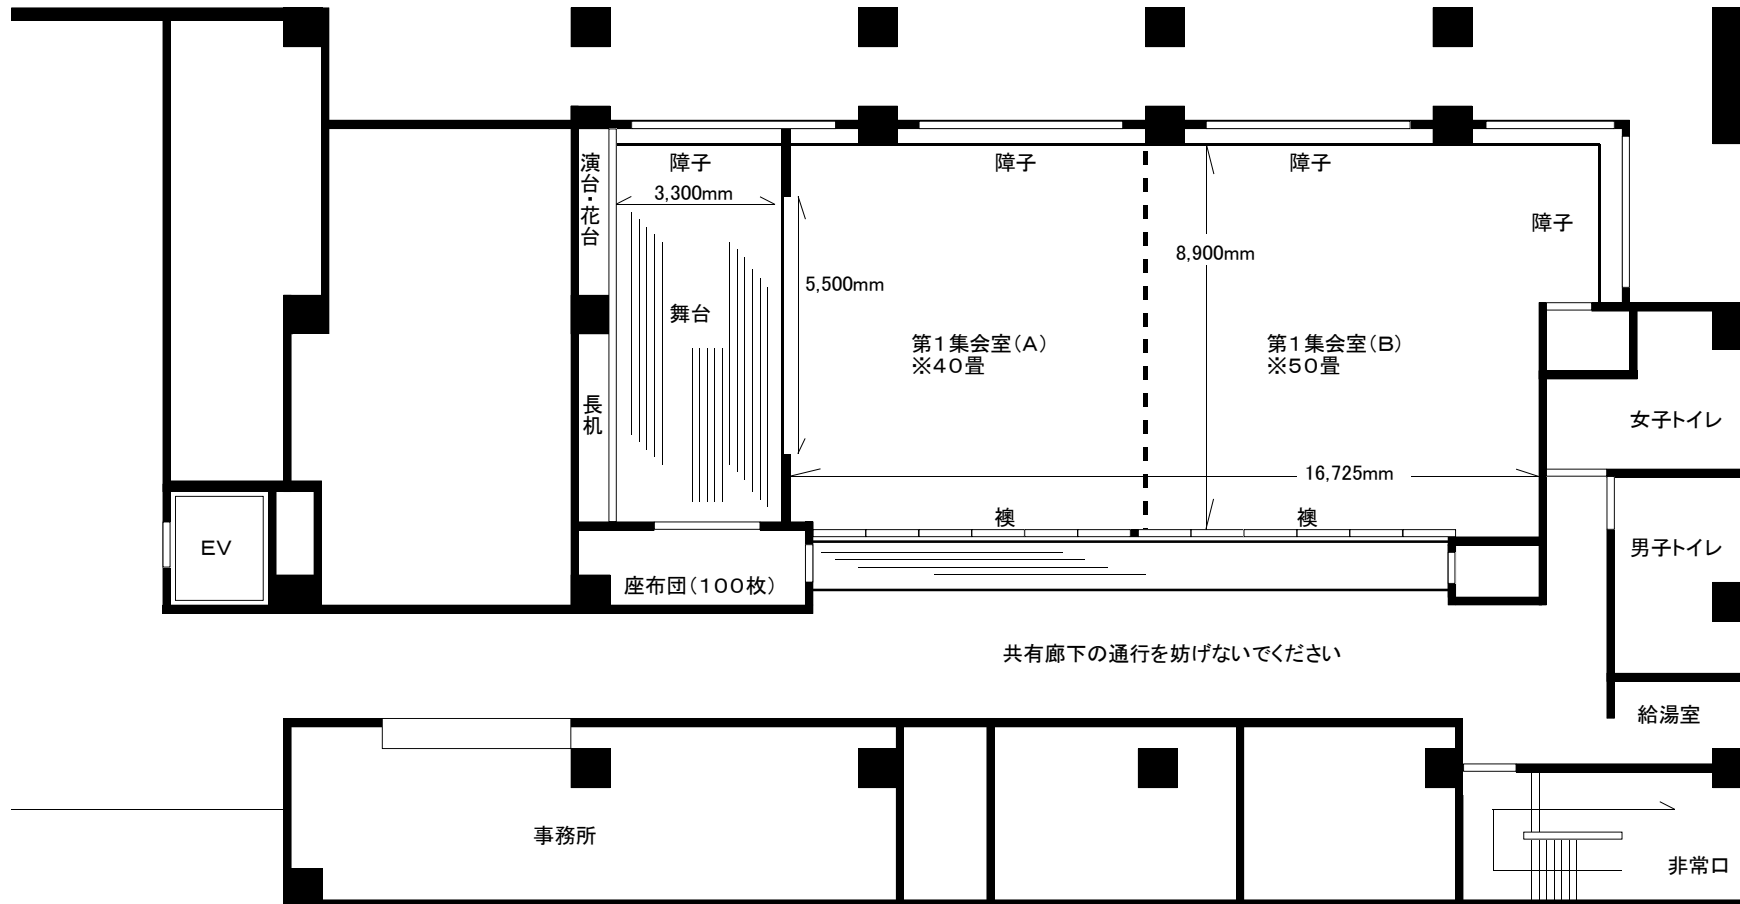 演台・花台
障子
障子
障子
3,300mm
障子
8,900mm
5,500mm
舞台
第1集会室(A)
※40畳
第1集会室(B)
※50畳
長机
女子トイレ
16,725mm
襖
襖
EV
男子トイレ
座布団(100枚)
共有廊下の通行を妨げないでください
給湯室
事務所
非常口